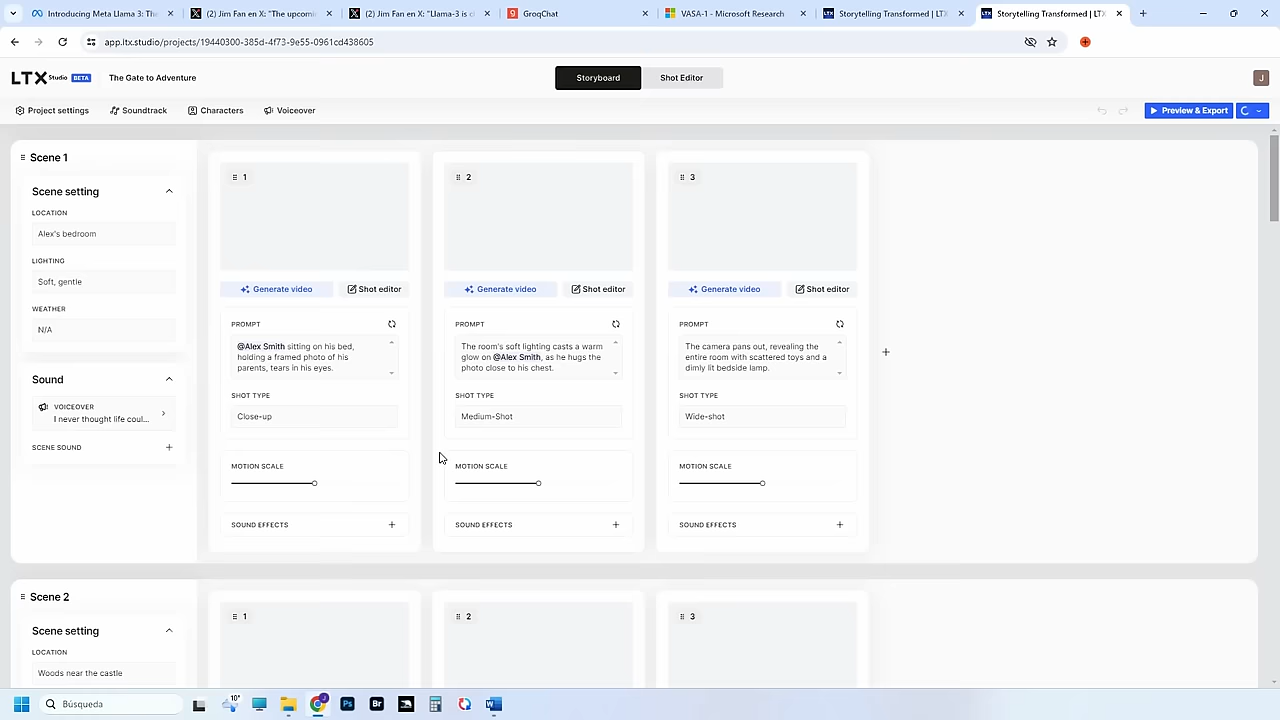 Introducing Meta Llama 3: The
(2) Jim Fan en X: "The upcomin
(2) Jim Fan en X: "Llama-3 is c
GroqChat
VASA-1 - Microsoft Research
Storytelling Transformed | LTX
Storytelling Transformed | LTX
app.ltx.studio/projects/19440300-385d-4f73-9e55-0961cd438605
LTX Studio BETA
The Gate to Adventure
Storyboard
Shot Editor
J
Project settings
Soundtrack
Characters
Voiceover
Preview & Export
Scene 1
Scene setting
LOCATION
Alex's bedroom
LIGHTING
Soft, gentle
WEATHER
N/A
Sound
VOICEOVER
I never thought life coul...
SCENE SOUND
1
Generate video
Shot editor
PROMPT
@Alex Smith sitting on his bed,
holding a framed photo of his
parents, tears in his eyes.
SHOT TYPE
Close-up
MOTION SCALE
SOUND EFFECTS
2
Generate video
Shot editor
PROMPT
The room's soft lighting casts a warm
glow on @Alex Smith, as he hugs the
photo close to his chest.
SHOT TYPE
Medium-Shot
MOTION SCALE
SOUND EFFECTS
3
Generate video
Shot editor
PROMPT
The camera pans out, revealing the
entire room with scattered toys and a
dimly lit bedside lamp.
SHOT TYPE
Wide-shot
MOTION SCALE
SOUND EFFECTS
Scene 2
Scene setting
LOCATION
Woods near the castle
1
2
3
Búsqueda
10°